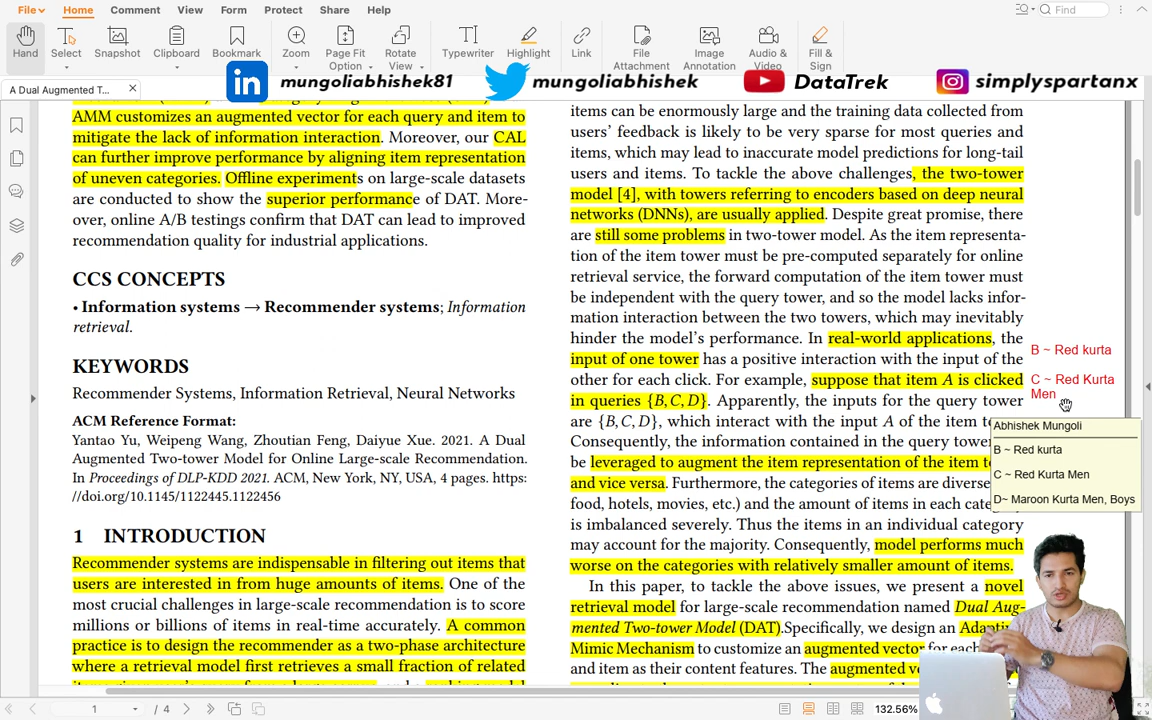 File
Home
Comment
View
Form
Protect
Share
Help
Find
Hand
Select
Snapshot
Clipboard
Bookmark
Zoom
Page Fit
Option
Rotate
View
Typewriter
Highlight
Link
File
Attachment
Image
Annotation
Audio &
Video
Fill &
Sign
A Dual Augmented T...
in mungoliabhishek81
mungoliabhishek
DataTrek
simplyspartanx
AMM customizes an augmented vector for each query and item to
mitigate the lack of information interaction. Moreover, our CAL
can further improve performance by aligning item representation
of uneven categories. Offline experiments on large-scale datasets
are conducted to show the superior performance of DAT. More-
over, online A/B testings confirm that DAT can lead to improved
recommendation quality for industrial applications.
CCS CONCEPTS
• Information systems → Recommender systems; Information
retrieval.
KEYWORDS
Recommender Systems, Information Retrieval, Neural Networks
ACM Reference Format:
Yantao Yu, Weipeng Wang, Zhoutian Feng, Daiyue Xue. 2021. A Dual
Augmented Two-tower Model for Online Large-scale Recommendation.
In Proceedings of DLP-KDD 2021. ACM, New York, NY, USA, 4 pages. https:
//doi.org/10.1145/1122445.1122456
1 INTRODUCTION
Recommender systems are indispensable in filtering out items that
users are interested in from huge amounts of items. One of the
most crucial challenges in large-scale recommendation is to score
millions or billions of items in real-time accurately. A common
practice is to design the recommender as a two-phase architecture
where a retrieval model first retrieves a small fraction of related
items can be enormously large and the training data collected from
users' feedback is likely to be very sparse for most queries and
items, which may lead to inaccurate model predictions for long-tail
users and items. To tackle the above challenges, the two-tower
model [4], with towers referring to encoders based on deep neural
networks (DNNs), are usually applied. Despite great promise, there
are still some problems in two-tower model. As the item representa-
tion of the item tower must be pre-computed separately for online
retrieval service, the forward computation of the item tower must
be independent with the query tower, and so the model lacks infor-
mation interaction between the two towers, which may inevitably
hinder the model's performance. In real-world applications, the
input of one tower has a positive interaction with the input of the
other for each click. For example, suppose that item A is clicked
in queries {B, C, D}. Apparently, the inputs for the query tower
are {B, C, D}, which interact with the input A of the item t
Consequently, the information contained in the query tower
be leveraged to augment the item representation of the item t
and vice versa. Furthermore, the categories of items are diverse
food, hotels, movies, etc.) and the amount of items in each cate
is imbalanced severely. Thus the items in an individual category
may account for the majority. Consequently, model performs much
worse on the categories with relatively smaller amount of items.
In this paper, to tackle the above issues, we present a novel
retrieval model for large-scale recommendation named Dual Aug-
mented Two-tower Model (DAT).Specifically, we design an Adapti
Mimic Mechanism to customize an augmented vector for each
and item as their content features. The augmented ve
B ~ Red kurta
C ~ Red Kurta
Men
Abhishek Mungoli
B ~ Red kurta
C ~ Red Kurta Men
D~ Maroon Kurta Men, Boys
1
/ 4
132.56%